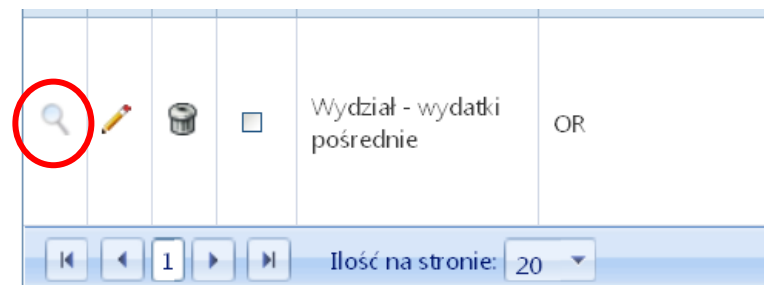 Wydział - wydatki
pośrednie
OR
1
Ilość na stronie: 20